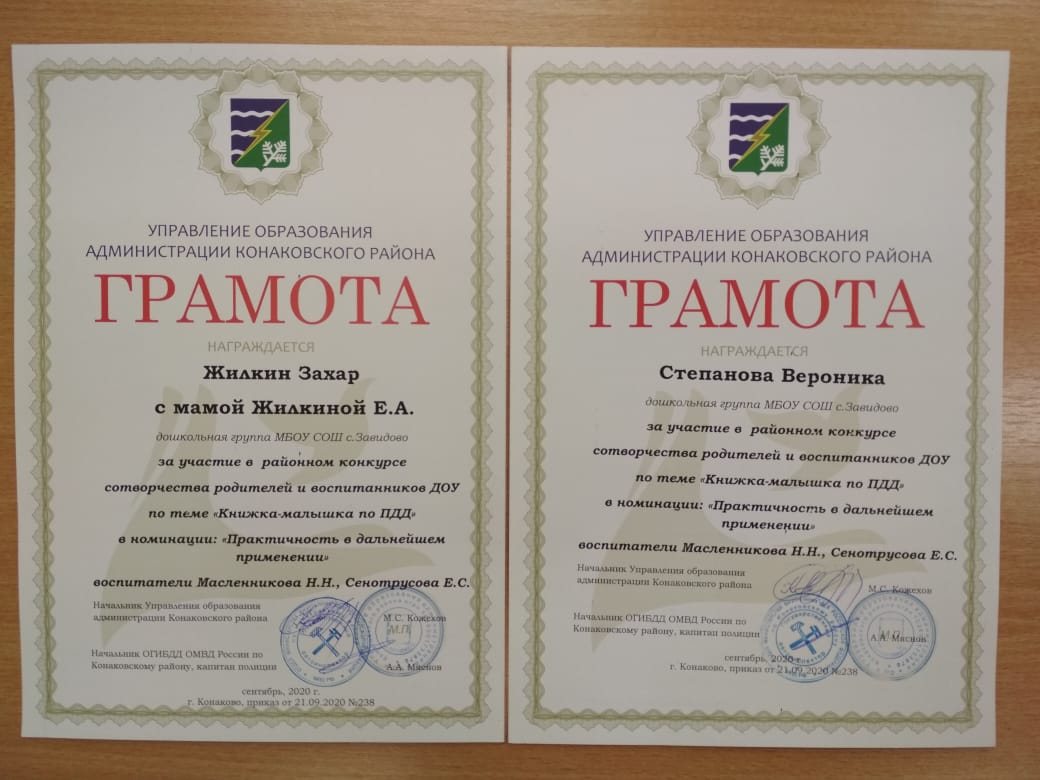 УПРАВЛЕНИЕ ОБРАЗОВАНИЯ
АДМИНИСТРАЦИИ КОНАКОВСКОГО РАЙОНА
ГРАМОТА
НАГРАЖДАЕТСЯ
Жилкин Захар
с мамой Жилкиной Е.А.
дошкольная группа МБОУ СОШ с.Завидово
за участие в районном конкурсе
сотворчества родителей и воспитанников ДОУ
по теме «Книжка-малышка по ПДД»
в номинации: «Практичность в дальнейшем
применении»
воспитатели Масленникова Н.Н., Сенотрусова Е.С.
Начальник Управления образования
администрации Конаковского района
М.С. Кожехов
М.П.
Начальник ОГИБДД ОМВД России по
Конаковскому району, капитан полиции
А.А. Мяснов
сентябрь, 2020 г.
г. Конаково, приказ от 21.09.2020 №238
УПРАВЛЕНИЕ ОБРАЗОВАНИЯ
АДМИНИСТРАЦИИ КОНАКОВСКОГО РАЙОНА
ГРАМОТА
НАГРАЖДАЕТСЯ
Степанова Вероника
дошкольная группа МБОУ СОШ с.Завидово
за участие в районном конкурсе
сотворчества родителей и воспитанников ДОУ
по теме «Книжка-малышка по ПДД»
в номинации: «Практичность в дальнейшем
применении»
воспитатели Масленникова Н.Н., Сенотрусова Е.С.
Начальник Управления образования
администрации Конаковского района
М.С. Кожехов
Начальник ОГИБДД ОМВД России по
Конаковскому району, капитан полиции
А.А. Мяснов
сентябрь, 2020 г.
г. Конаково, приказ от 21.09.2020 №238